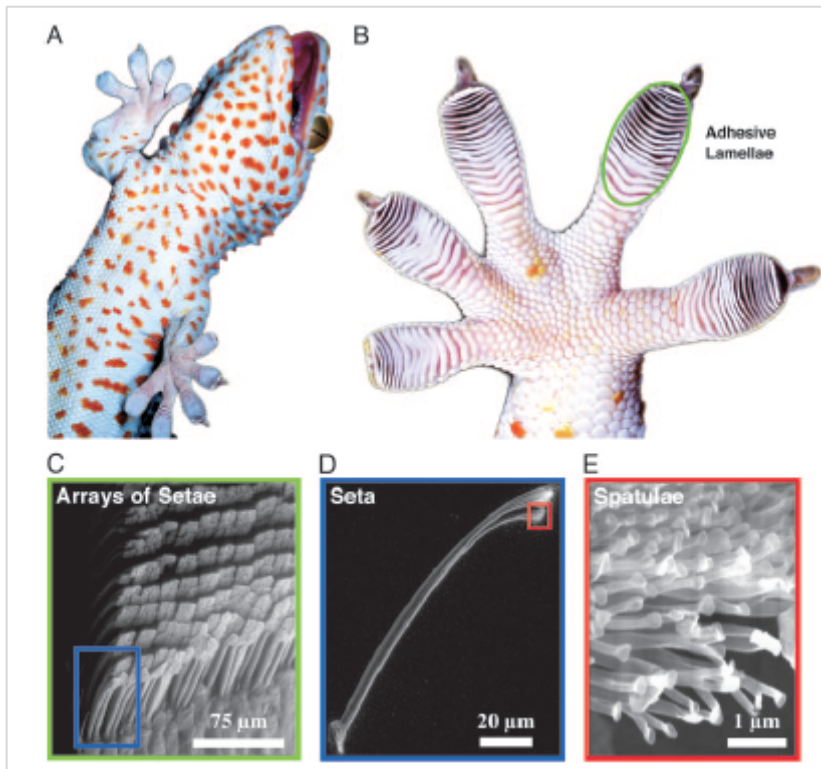 A
B
Adhesive
Lamellae
C
D
E
Arrays of Setae
Seta
Spatulae
75 µm
20 µm
1 µm